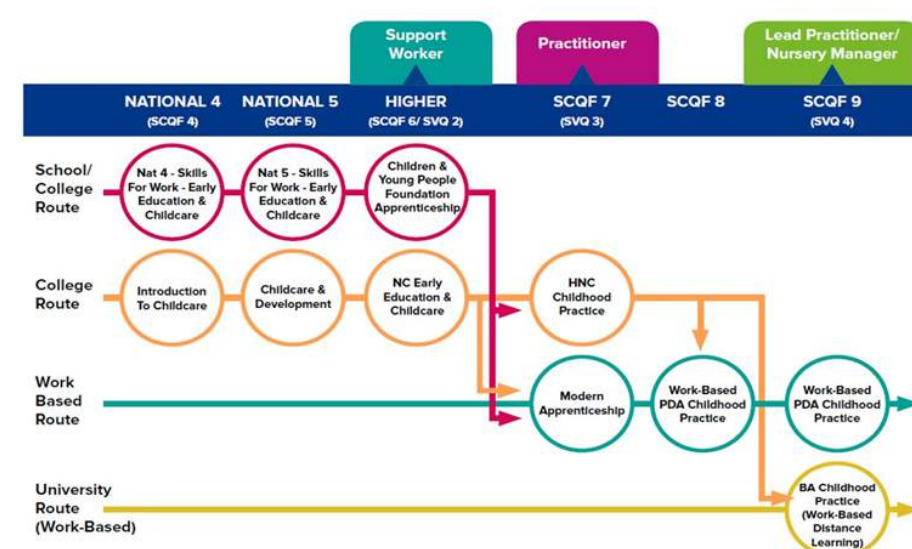 Support
Worker
Practitioner
Lead Practitioner/
Nursery Manager
NATIONAL 4
(SCQF 4)
NATIONAL 5
(SCQF 5)
HIGHER
(SCQF 6/ SVQ 2)
SCQF 7
(SVQ 3)
SCQF 8
SCQF 9
(SVQ 4)
School/
College
Route
Nat 4 - Skills
For Work - Early
Education &
Childcare
Nat 5 - Skills
For Work - Early
Education &
Childcare
Children &
Young People
Foundation
Apprenticeship
College
Route
Introduction
To Childcare
Childcare &
Development
NC Early
Education &
Childcare
HNC
Childhood
Practice
Work
Based
Route
Modern
Apprenticeship
Work-Based
PDA Childhood
Practice
Work-Based
PDA Childhood
Practice
University
Route
(Work-Based)
BA Childhood
Practice
(Work-Based
Distance
Learning)